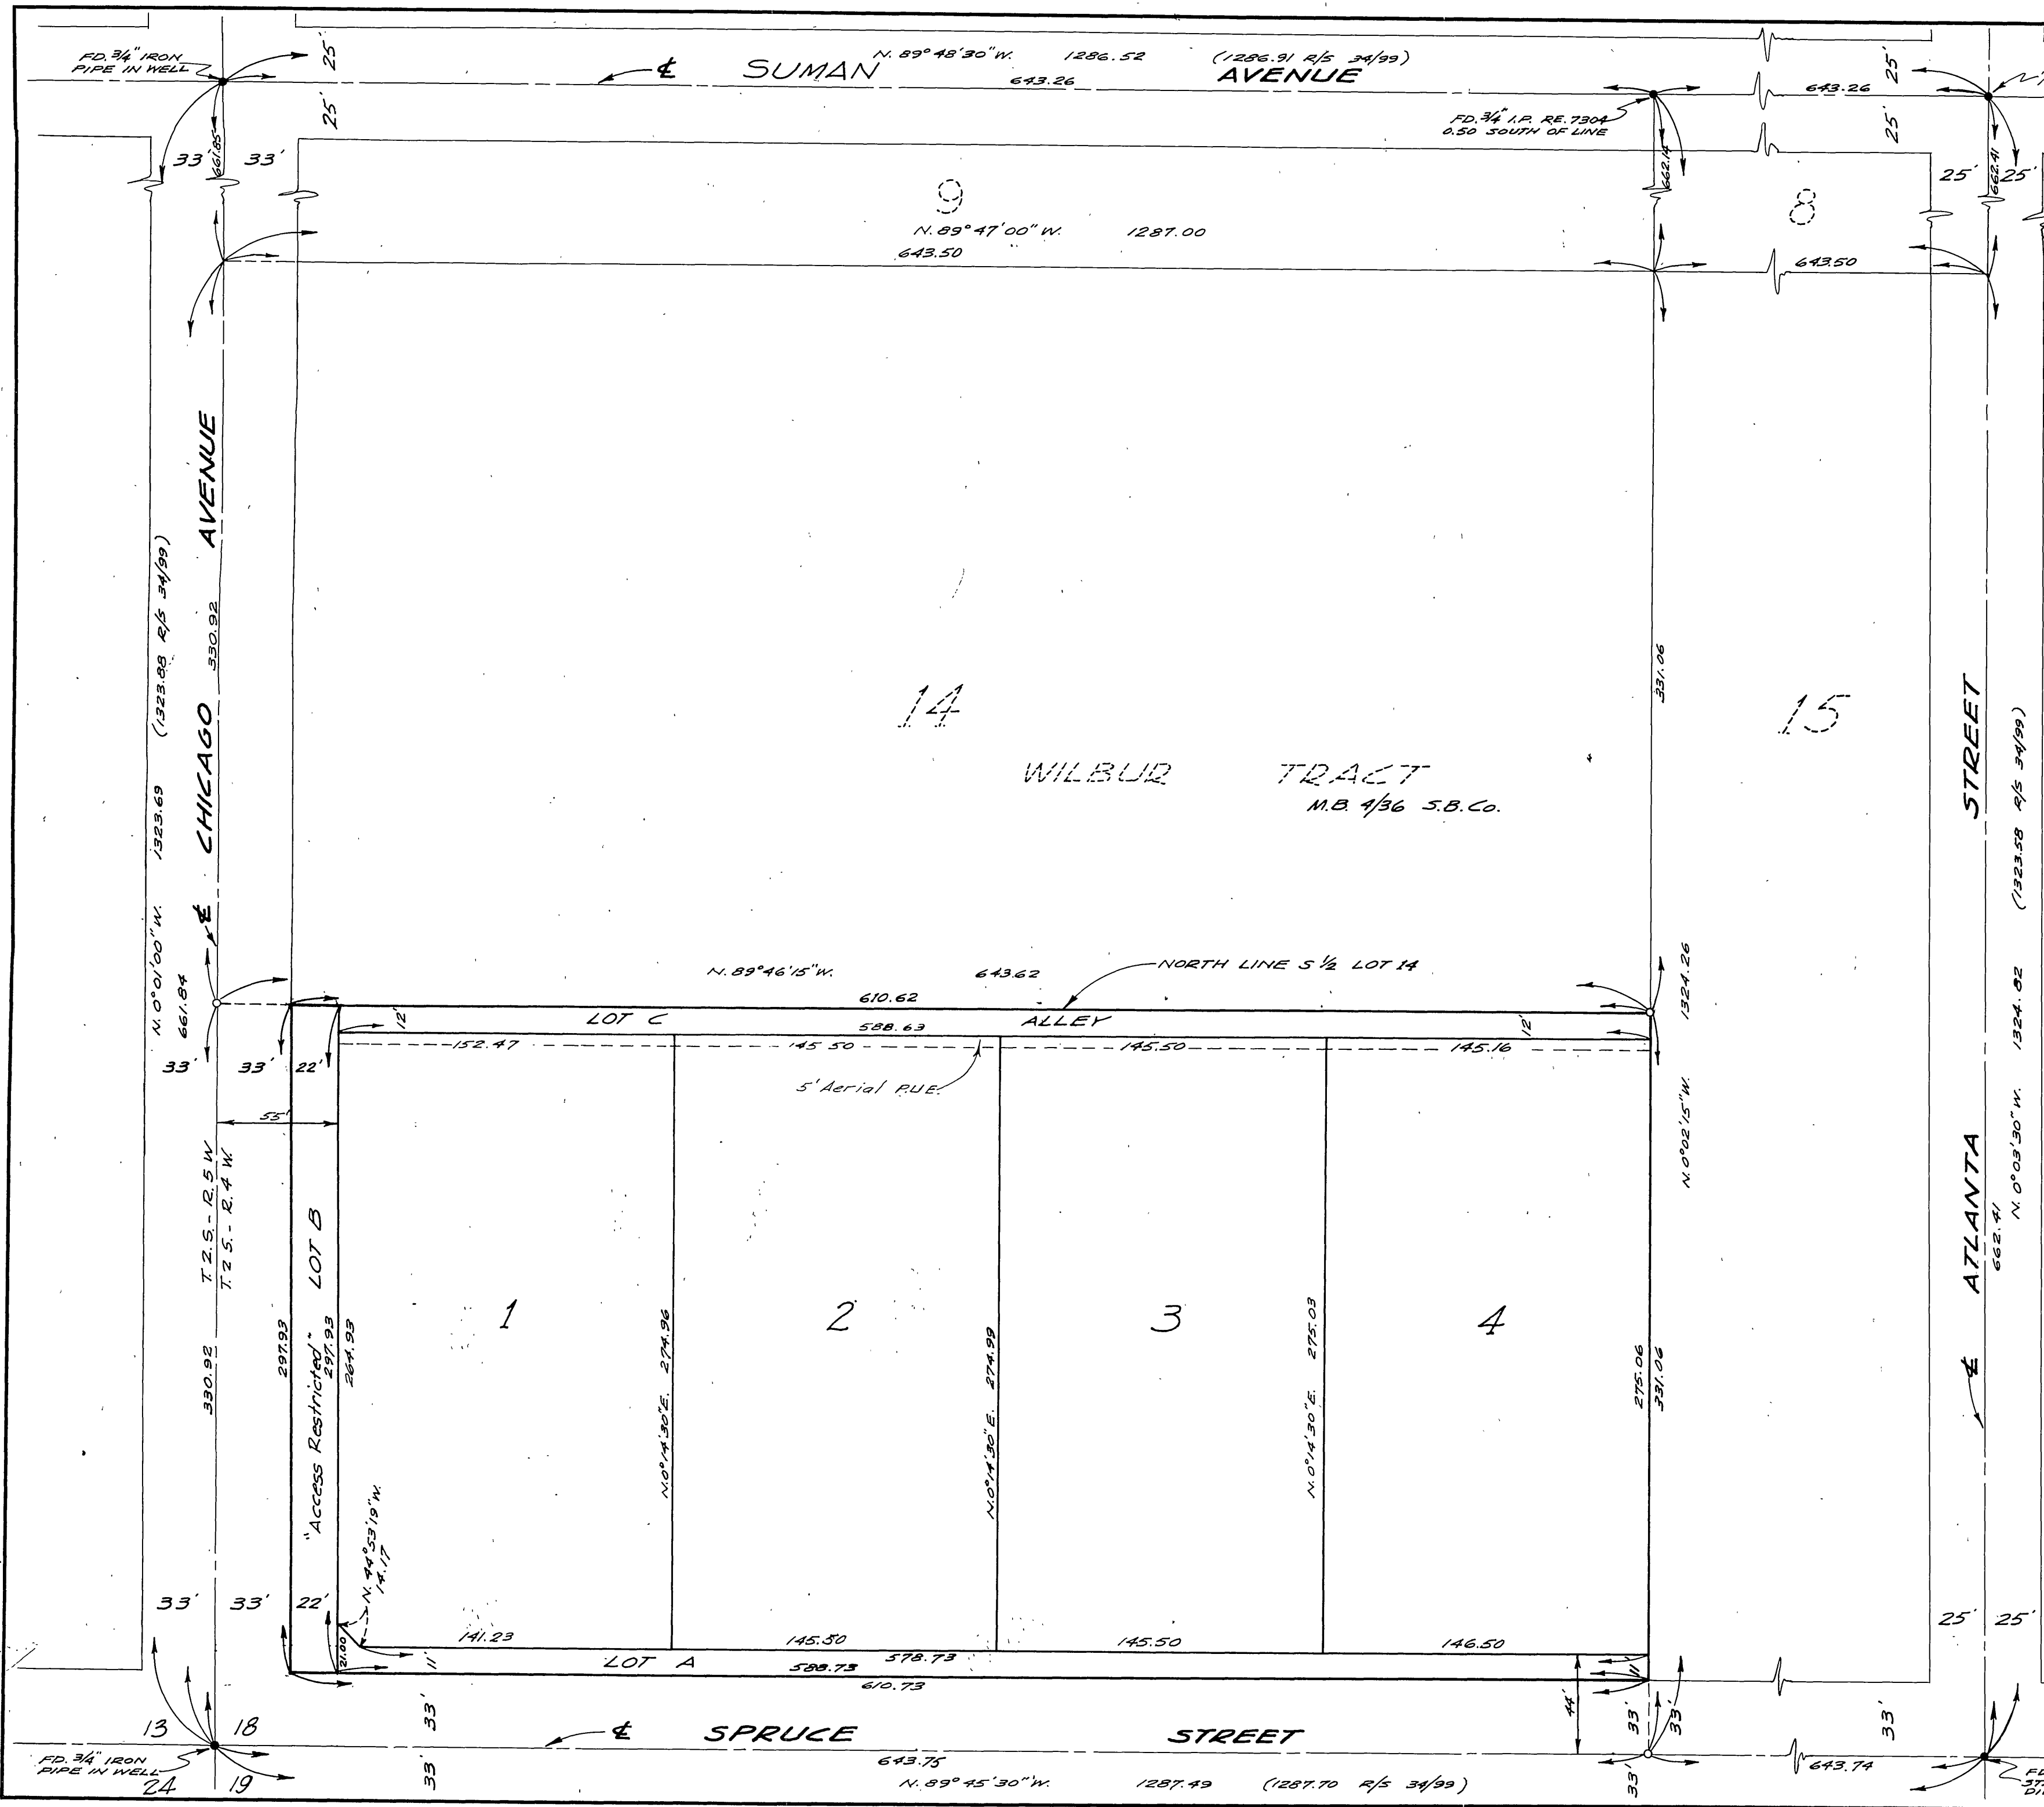 FD. 3/4" IRON
PIPE IN WELL
25'
25'
℄ SUMAN AVENUE
N. 89° 48' 30" W. 1286.52 (1286.91 R/S 34/99)
643.26
FD. 3/4" I.P. RE. 7304
0.50 SOUTH OF LINE
643.26
25'
25'
33'
661.85
33'
662.14
25'
662.41
25'
9
8
N. 89° 47' 00" W. 1287.00
643.50
643.50
℄ CHICAGO AVENUE
330.92
N. 0° 01' 00" W. 1323.69 (1323.88 R/S 34/99)
661.84
14
15
WILBUR TRACT
M.B. 4/36 S.B. Co.
331.06
℄ ATLANTA STREET
N. 0° 03' 30" W. 1324.82 (1323.58 R/S 34/99)
662.41
N. 89° 46' 15" W. 643.62
NORTH LINE S 1/2 LOT 14
610.62
LOT C ALLEY
12'
588.63
12'
152.47
145.50
145.50
145.16
5' Aerial P.U.E.
N. 0° 02' 15" W. 1324.26
33'
33'
22'
55'
T. 2 S. - R. 5 W.
T. 2 S. - R. 4 W.
330.92
297.93
"Access Restricted" LOT B
297.93
264.93
1
2
3
4
N. 0° 14' 30" E. 274.96
N. 0° 14' 30" E. 274.99
N. 0° 14' 30" E. 275.03
275.06
331.06
N. 44° 53' 19" W.
14.17
33'
33'
22'
21.00
11'
141.23
145.50
145.50
146.50
LOT A
578.73
588.73
610.73
11'
44'
33'
33'
33'
25'
25'
33'
33'
33'
13
18
24
19
FD. 3/4" IRON
PIPE IN WELL
℄ SPRUCE STREET
643.75
643.74
N. 89° 45' 30" W. 1287.49 (1287.70 R/S 34/99)